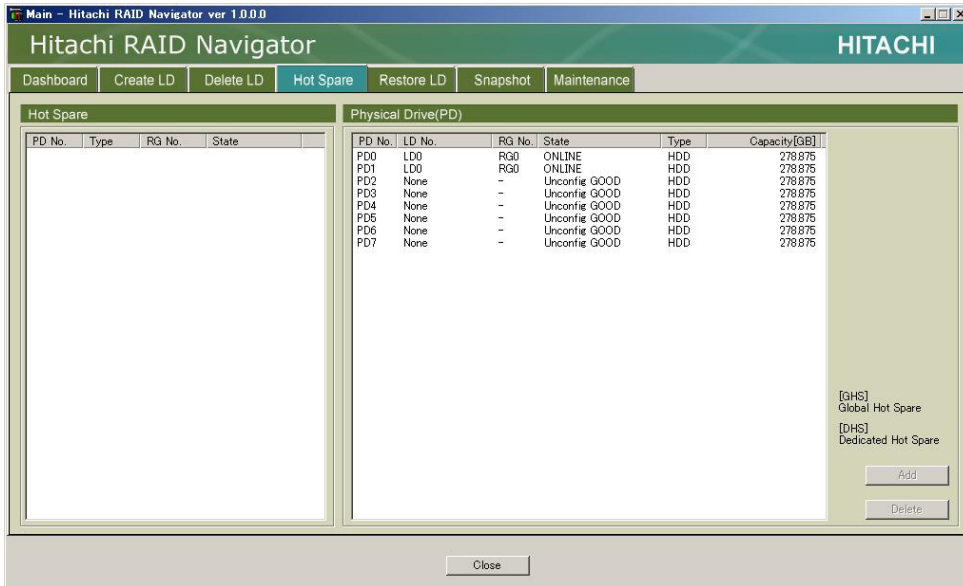 Main - Hitachi RAID Navigator ver 1.0.0.0
Hitachi RAID Navigator
HITACHI
Dashboard Create LD Delete LD Hot Spare Restore LD Snapshot Maintenance
Hot Spare
PD No. Type RG No. State
Physical Drive(PD)
PD No. LD No. RG No. State Type Capacity[GB]
PD0 LD0 RG0 ONLINE HDD 278.875
PD1 LD0 RG0 ONLINE HDD 278.875
PD2 None - Unconfig GOOD HDD 278.875
PD3 None - Unconfig GOOD HDD 278.875
PD4 None - Unconfig GOOD HDD 278.875
PD5 None - Unconfig GOOD HDD 278.875
PD6 None - Unconfig GOOD HDD 278.875
PD7 None - Unconfig GOOD HDD 278.875
[GHS]
Global Hot Spare
[DHS]
Dedicated Hot Spare
Add
Delete
Close